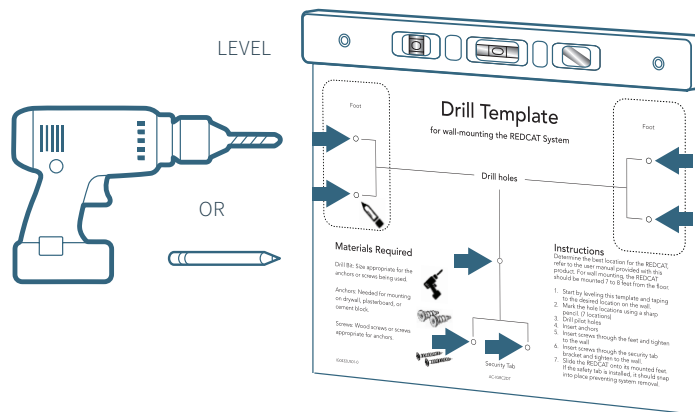 LEVEL
OR
Drill Template
for wall-mounting the REDCAT System
Foot
Foot
Drill holes
Materials Required
Drill Bit: Size appropriate for the
anchors or screws being used.
Anchors: Needed for mounting
on drywall, plasterboard, or
cement block.
Screws: Wood screws or screws
appropriate for anchors.
Security Tab
Instructions
Determine the best location for the REDCAT,
refer to the user manual provided with this
product. For wall mounting, the REDCAT
should be mounted 7 to 8 feet from the floor.
1. Start by leveling this template and taping
to the desired location on the wall.
2. Mark the hole locations using a sharp
pencil. (7 locations)
3. Drill pilot holes
4. Insert anchors
5. Insert screws through the feet and tighten
to the wall
6. Insert screws through the security tab
bracket and tighten to the wall.
7. Slide the REDCAT onto its mounted feet.
If the safety tab is installed, it should snap
into place preventing system removal.